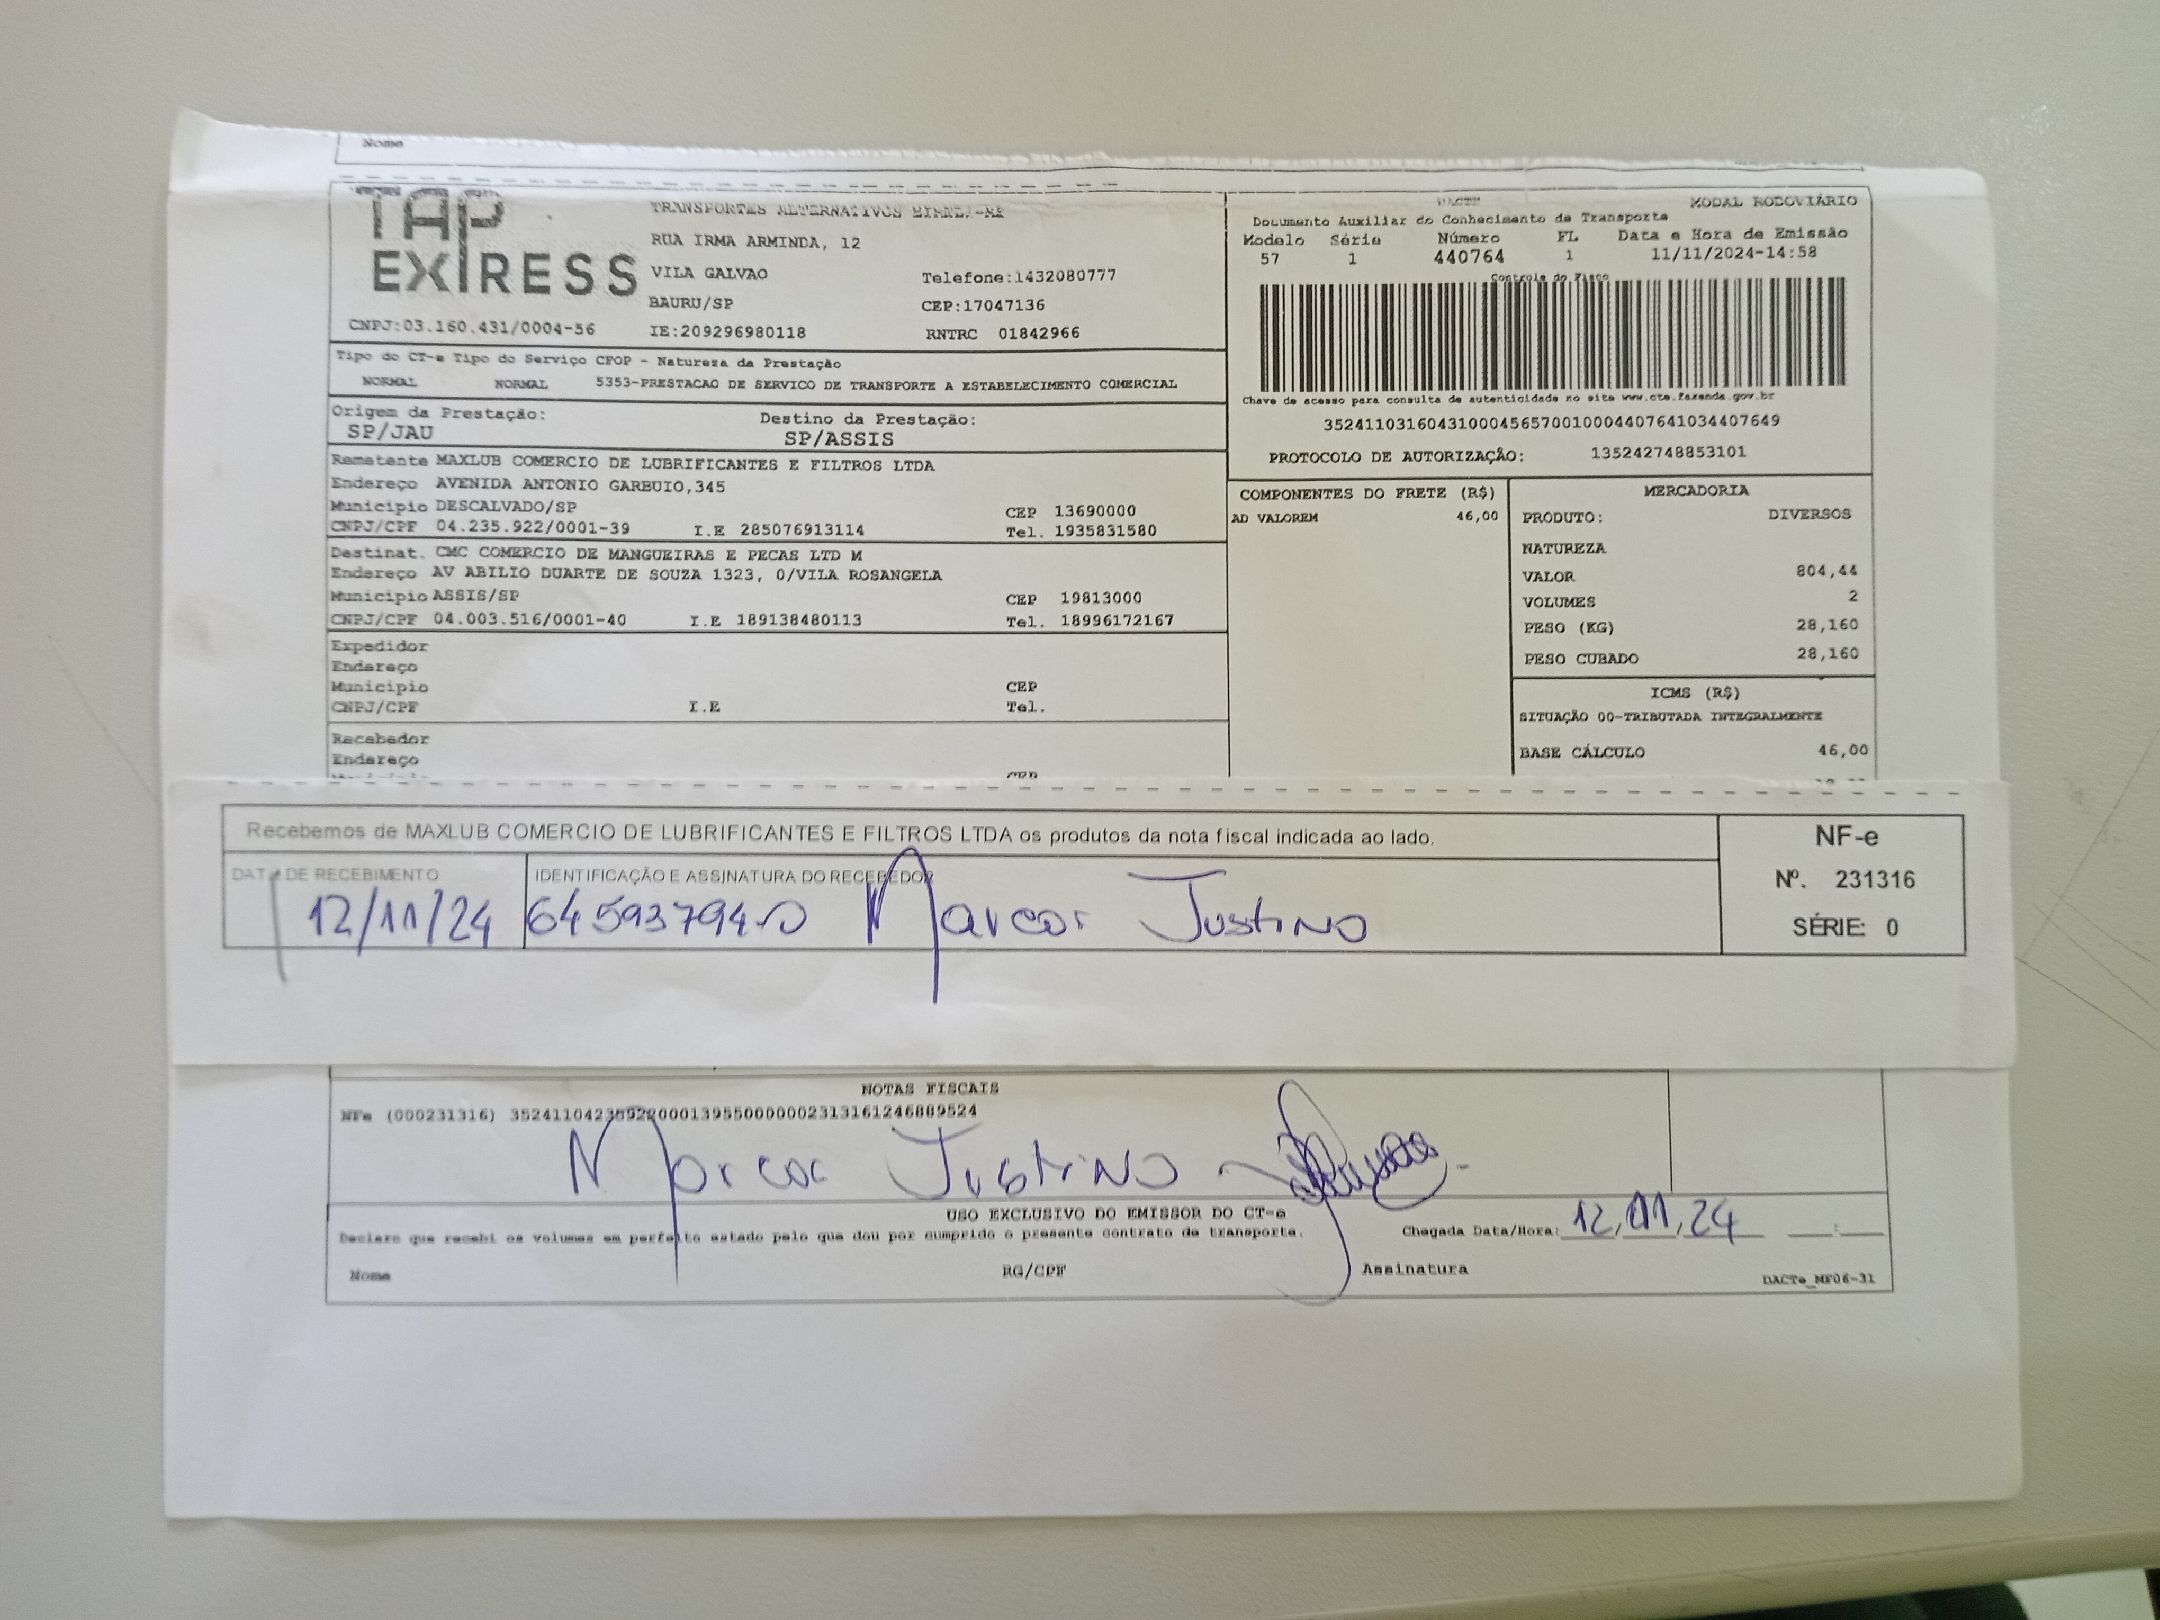 Nome
TAP
EXPRESS
CNPJ:03.160.431/0004-56
TRANSPORTES ALTERNATIVOS
RUA IRMA ARMINDA, 12
VILA GALVAO Telefone:1432080777
BAURU/SP CEP:17047136
IE:209296980118 RNTRC 01842966
MODAL RODOVIÁRIO
Documento Auxiliar do Conhecimento de Transporte
Modelo Série Número FL Data e Hora de Emissão
57 1 440764 1 11/11/2024-14:58
Controle do Fisco
Chave de acesso para consulta de autenticidade no site www.cte.fazenda.gov.br
35241103160431000456570010004407641034407649
PROTOCOLO DE AUTORIZAÇÃO: 135242748853101
Tipo do CT-e Tipo do Serviço CFOP - Natureza da Prestação
NORMAL NORMAL 5353-PRESTACAO DE SERVICO DE TRANSPORTE A ESTABELECIMENTO COMERCIAL
Origem da Prestação: Destino da Prestação:
SP/JAU SP/ASSIS
Remetente MAXLUB COMERCIO DE LUBRIFICANTES E FILTROS LTDA
Endereço AVENIDA ANTONIO GARBUIO,345
Município DESCALVADO/SP CEP 13690000
CNPJ/CPF 04.235.922/0001-39 I.E 285076913114 Tel. 1935831580
Destinat. CMC COMERCIO DE MANGUEIRAS E PECAS LTD M
Endereço AV ABILIO DUARTE DE SOUZA 1323, 0/VILA ROSANGELA
Município ASSIS/SP CEP 19813000
CNPJ/CPF 04.003.516/0001-40 I.E 189138480113 Tel. 18996172167
Expedidor
Endereço
Município CEP
CNPJ/CPF I.E Tel.
Recebedor
Endereço
COMPONENTES DO FRETE (R$)
AD VALOREM 46,00
MERCADORIA
PRODUTO: DIVERSOS
NATUREZA
VALOR 804,44
VOLUMES 2
PESO (KG) 28,160
PESO CUBADO 28,160
ICMS (R$)
SITUAÇÃO 00-TRIBUTADA INTEGRALMENTE
BASE CÁLCULO 46,00
Recebemos de MAXLUB COMERCIO DE LUBRIFICANTES E FILTROS LTDA os produtos da nota fiscal indicada ao lado.
DATA DE RECEBIMENTO IDENTIFICAÇÃO E ASSINATURA DO RECEBEDOR
12/11/24 Marcos Justino
NF-e
Nº. 231316
SÉRIE: 0
NOTAS FISCAIS
NFe (000231316) 35241104235922000139550000002313161246889524
Marcos Justino
USO EXCLUSIVO DO EMISSOR DO CT-e
Declaro que recebi os volumes em perfeito estado pelo que dou por cumprido o presente contrato de transporte. Chegada Data/Hora: 12,11,24 :
Nome RG/CPF Assinatura DACTe_MF06-31